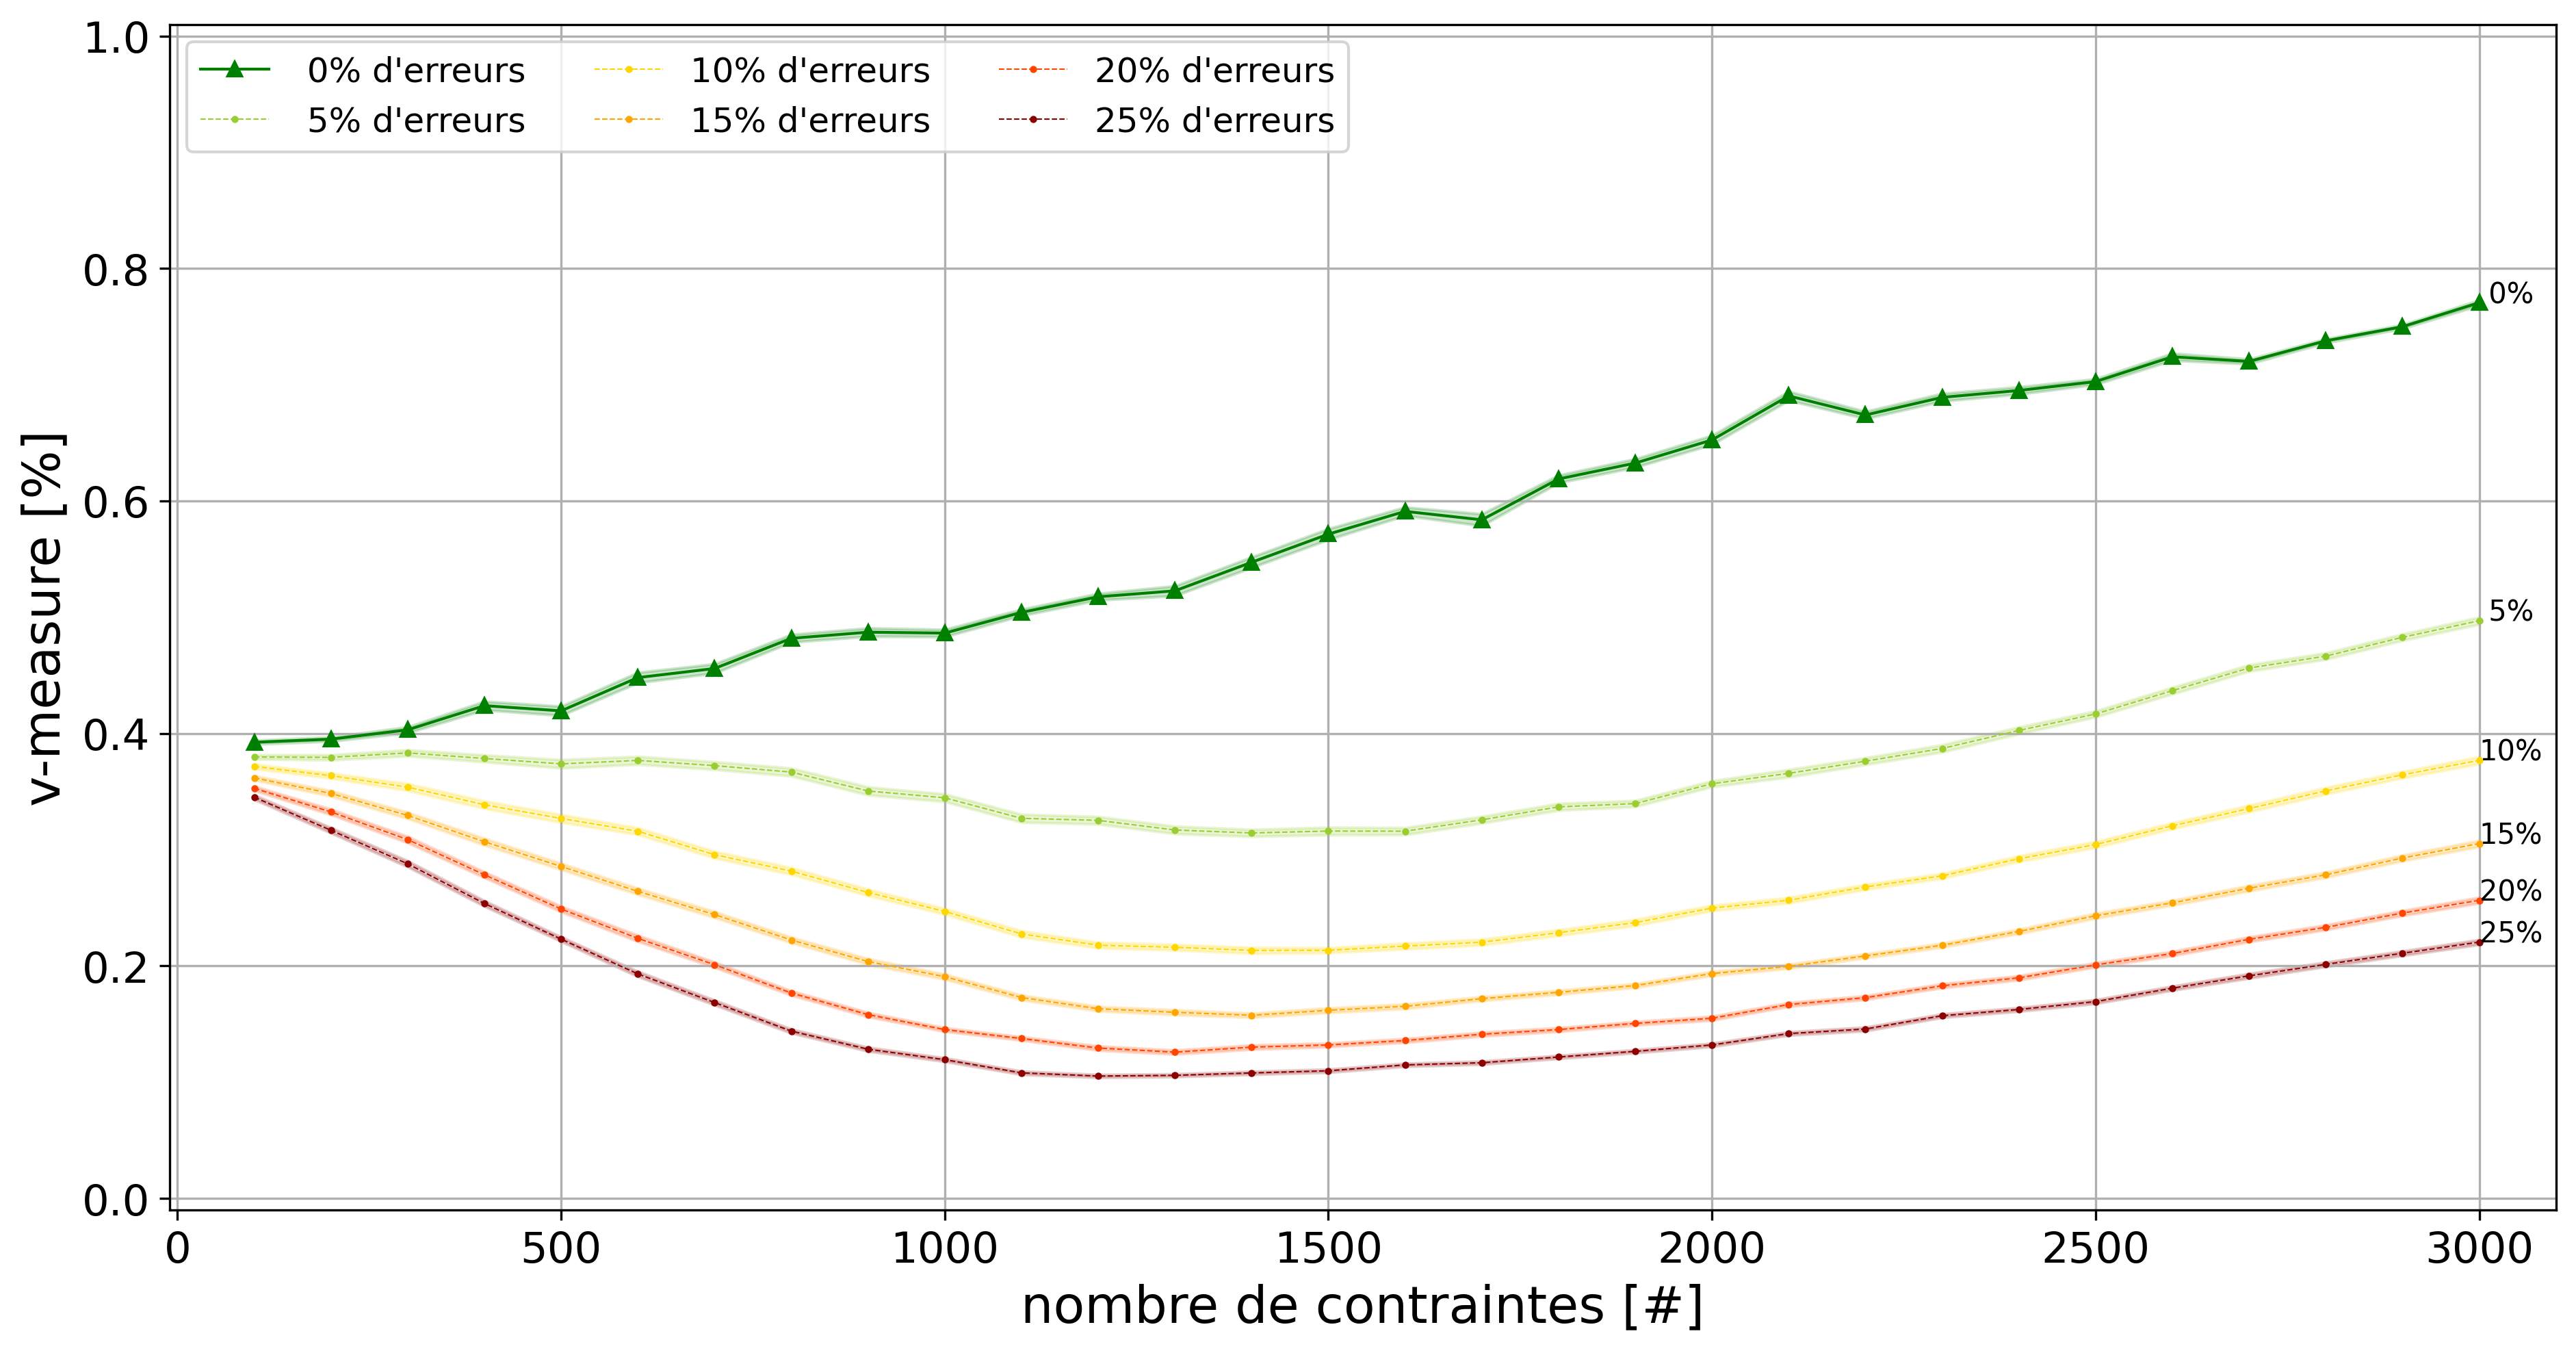 0% d'erreurs
5% d'erreurs
10% d'erreurs
15% d'erreurs
20% d'erreurs
25% d'erreurs
v-measure [%]
1.0
0.8
0.6
0.4
0.2
0.0
0%
5%
10%
15%
20%
25%
0 500 1000 1500 2000 2500 3000
nombre de contraintes [#]